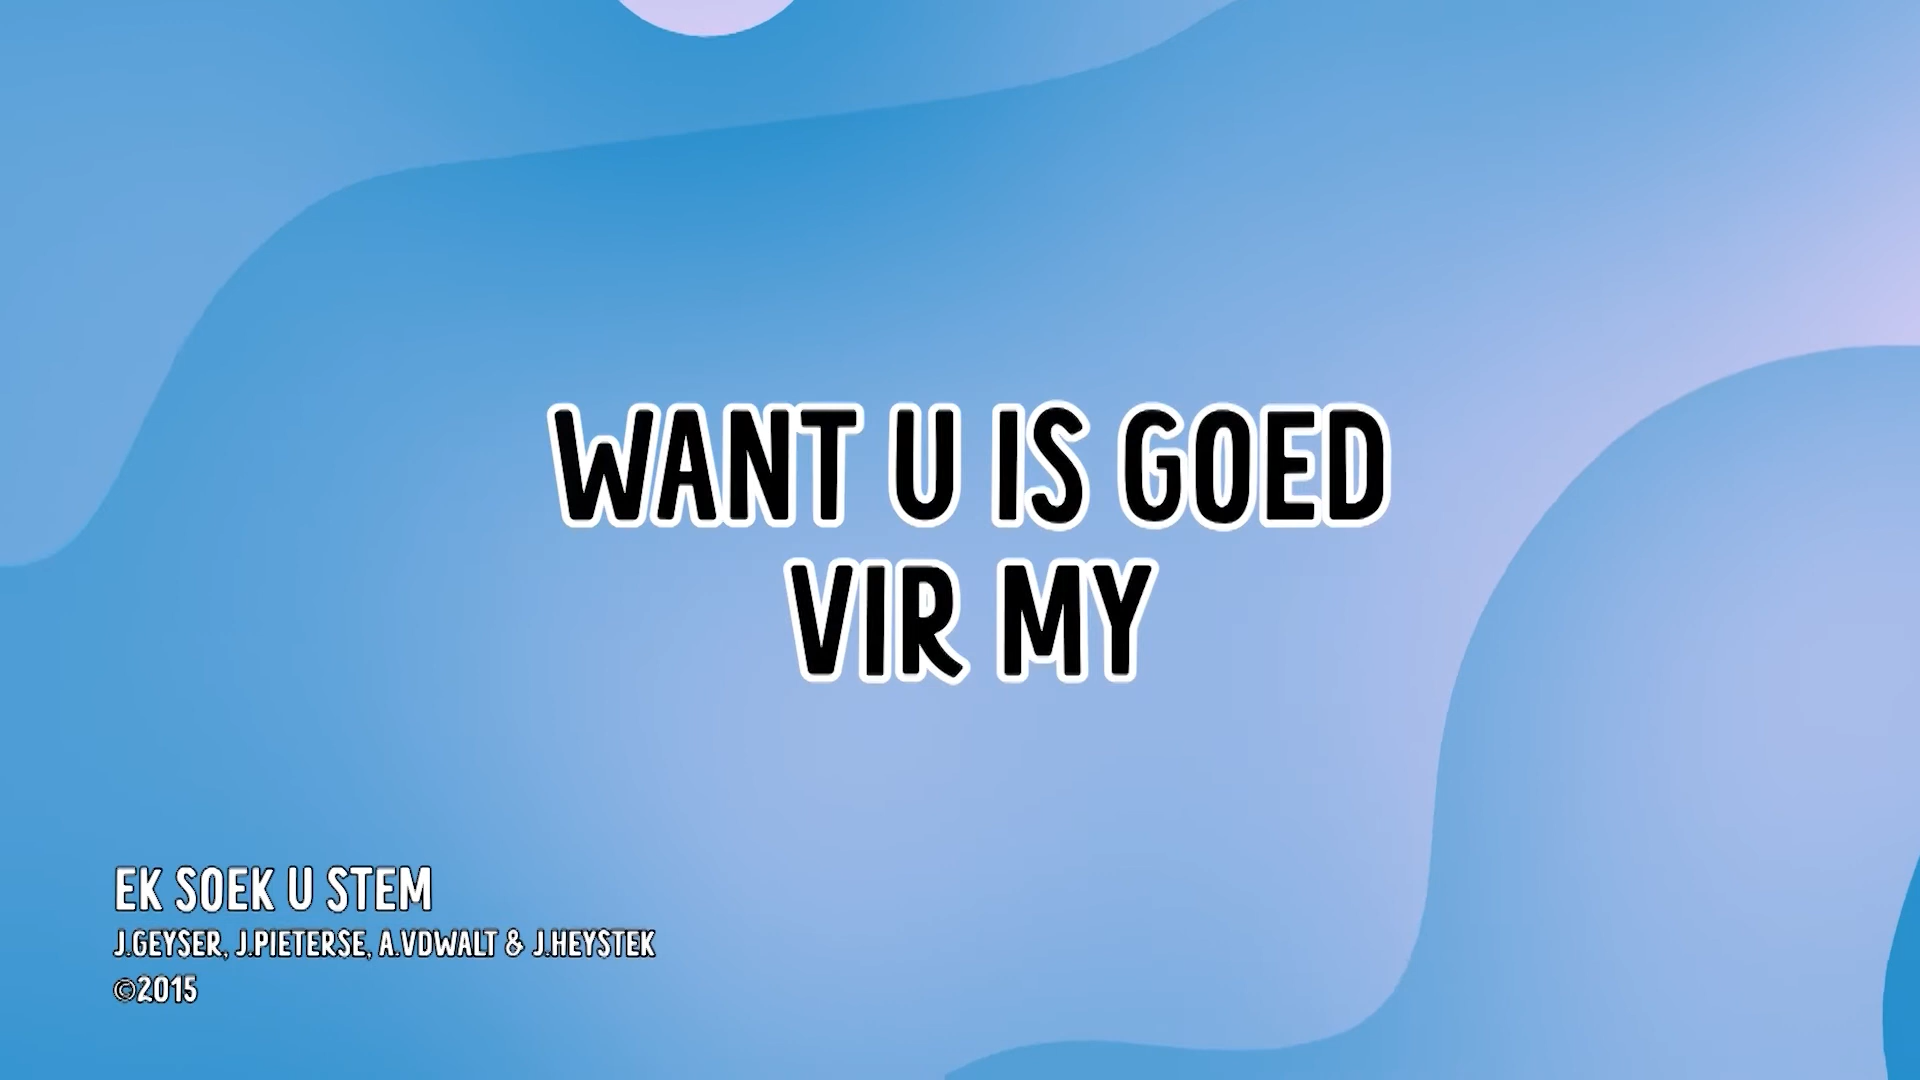 WANT U IS GOED
VIR MY
EK SOEK U STEM
J.GEYSER, J.PIETERSE, A.VDWALT & J.HEYSTEK
©2015